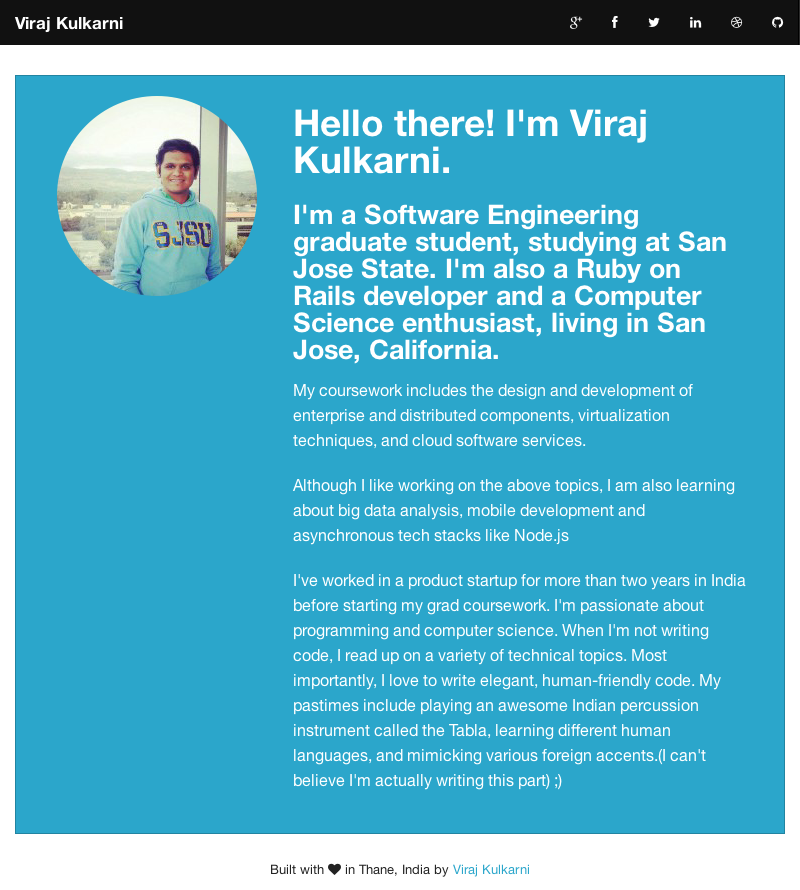 Viraj Kulkarni
Hello there! I'm Viraj
Kulkarni.
SJSU
I'm a Software Engineering
graduate student, studying at San
Jose State. I'm also a Ruby on
Rails developer and a Computer
Science enthusiast, living in San
Jose, California.
My coursework includes the design and development of
enterprise and distributed components, virtualization
techniques, and cloud software services.
Although I like working on the above topics, I am also learning
about big data analysis, mobile development and
asynchronous tech stacks like Node.js
I've worked in a product startup for more than two years in India
before starting my grad coursework. I'm passionate about
programming and computer science. When I'm not writing
code, I read up on a variety of technical topics. Most
importantly, I love to write elegant, human-friendly code. My
pastimes include playing an awesome Indian percussion
instrument called the Tabla, learning different human
languages, and mimicking various foreign accents.(I can't
believe I'm actually writing this part) ;)
Built with ♥ in Thane, India by Viraj Kulkarni